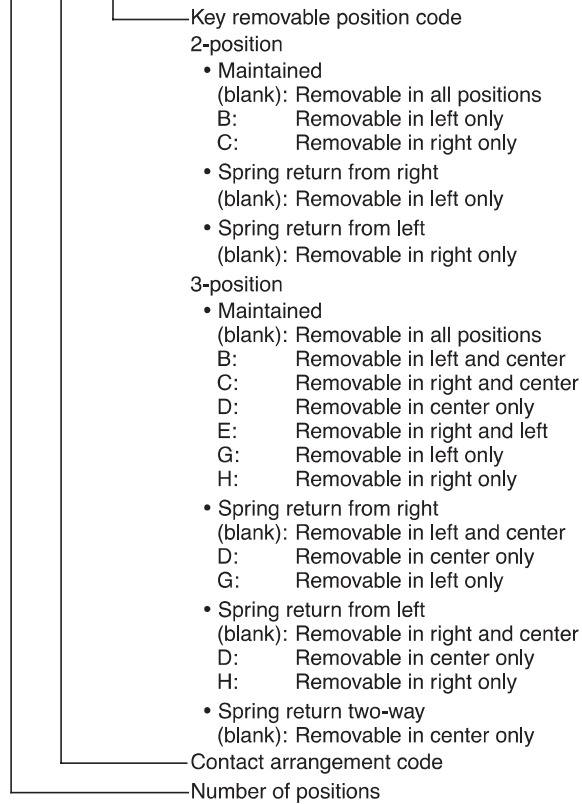 Key removable position code
2-position
• Maintained
(blank): Removable in all positions
B: Removable in left only
C: Removable in right only
• Spring return from right
(blank): Removable in left only
• Spring return from left
(blank): Removable in right only
3-position
• Maintained
(blank): Removable in all positions
B: Removable in left and center
C: Removable in right and center
D: Removable in center only
E: Removable in right and left
G: Removable in left only
H: Removable in right only
• Spring return from right
(blank): Removable in left and center
D: Removable in center only
G: Removable in left only
• Spring return from left
(blank): Removable in right and center
D: Removable in center only
H: Removable in right only
• Spring return two-way
(blank): Removable in center only
Contact arrangement code
Number of positions